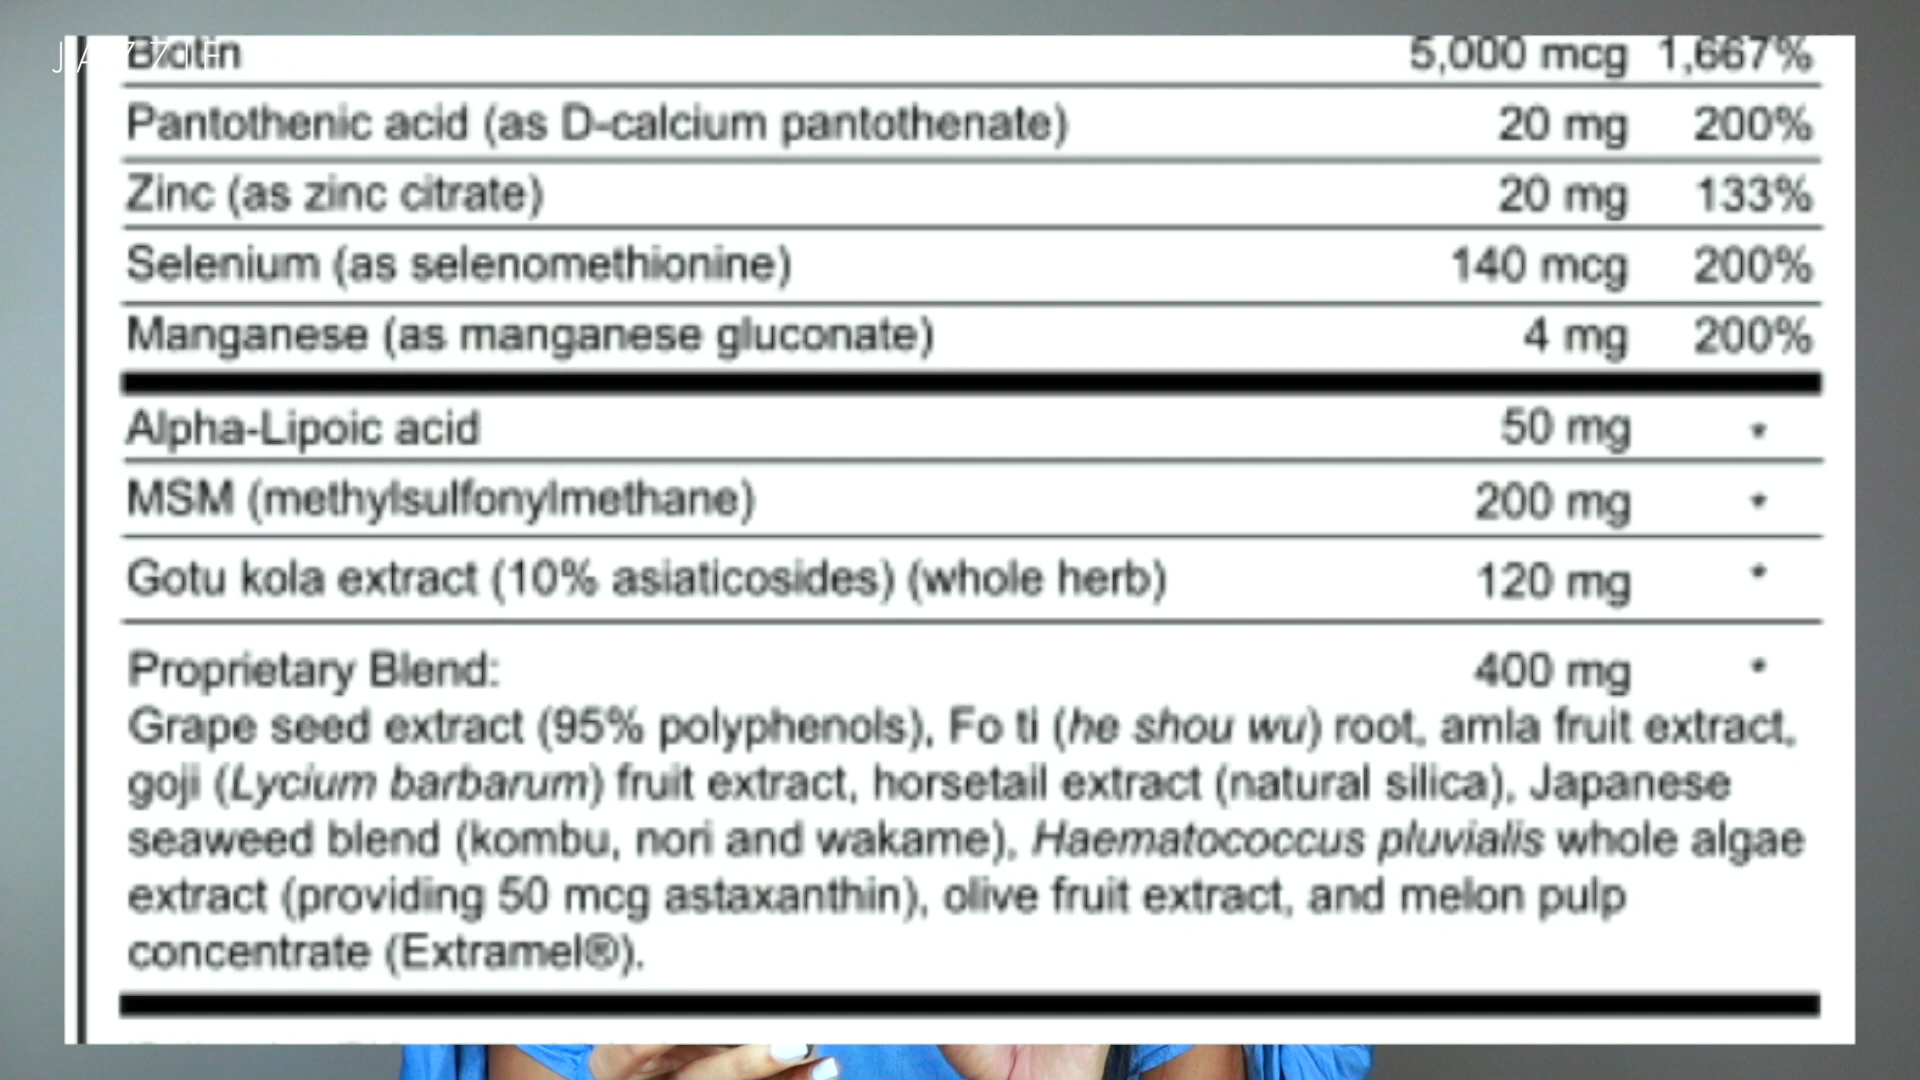 JAZZIE
Biotin 5,000 mcg 1,667%
Pantothenic acid (as D-calcium pantothenate) 20 mg 200%
Zinc (as zinc citrate) 20 mg 133%
Selenium (as selenomethionine) 140 mcg 200%
Manganese (as manganese gluconate) 4 mg 200%
Alpha-Lipoic acid 50 mg *
MSM (methylsulfonylmethane) 200 mg *
Gotu kola extract (10% asiaticosides) (whole herb) 120 mg *
Proprietary Blend: 400 mg *
Grape seed extract (95% polyphenols), Fo ti (he shou wu) root, amla fruit extract,
goji (Lycium barbarum) fruit extract, horsetail extract (natural silica), Japanese
seaweed blend (kombu, nori and wakame), Haematococcus pluvialis whole algae
extract (providing 50 mcg astaxanthin), olive fruit extract, and melon pulp
concentrate (Extramel®).